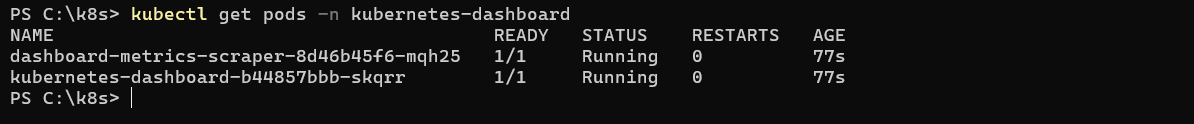 PS C:\k8s> kubectl get pods -n kubernetes-dashboard
NAME                                        READY   STATUS    RESTARTS   AGE
dashboard-metrics-scraper-8d46b45f6-mqh25   1/1     Running   0          77s
kubernetes-dashboard-b44857bbb-skqrr        1/1     Running   0          77s
PS C:\k8s>